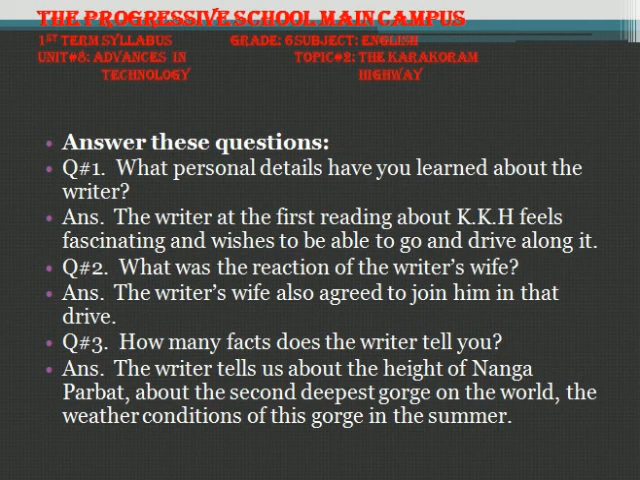 THE PROGRESSIVE SCHOOL MAIN CAMPUS
1ST TERM SYLLABUS GRADE: 6 SUBJECT: ENGLISH
UNIT#8: ADVANCES IN TOPIC#2: THE KARAKORAM
TECHNOLOGY HIGHWAY
• Answer these questions:
• Q#1. What personal details have you learned about the
writer?
• Ans. The writer at the first reading about K.K.H feels
fascinating and wishes to be able to go and drive along it.
• Q#2. What was the reaction of the writer's wife?
• Ans. The writer's wife also agreed to join him in that
drive.
• Q#3. How many facts does the writer tell you?
• Ans. The writer tells us about the height of Nanga
Parbat, about the second deepest gorge on the world, the
weather conditions of this gorge in the summer.